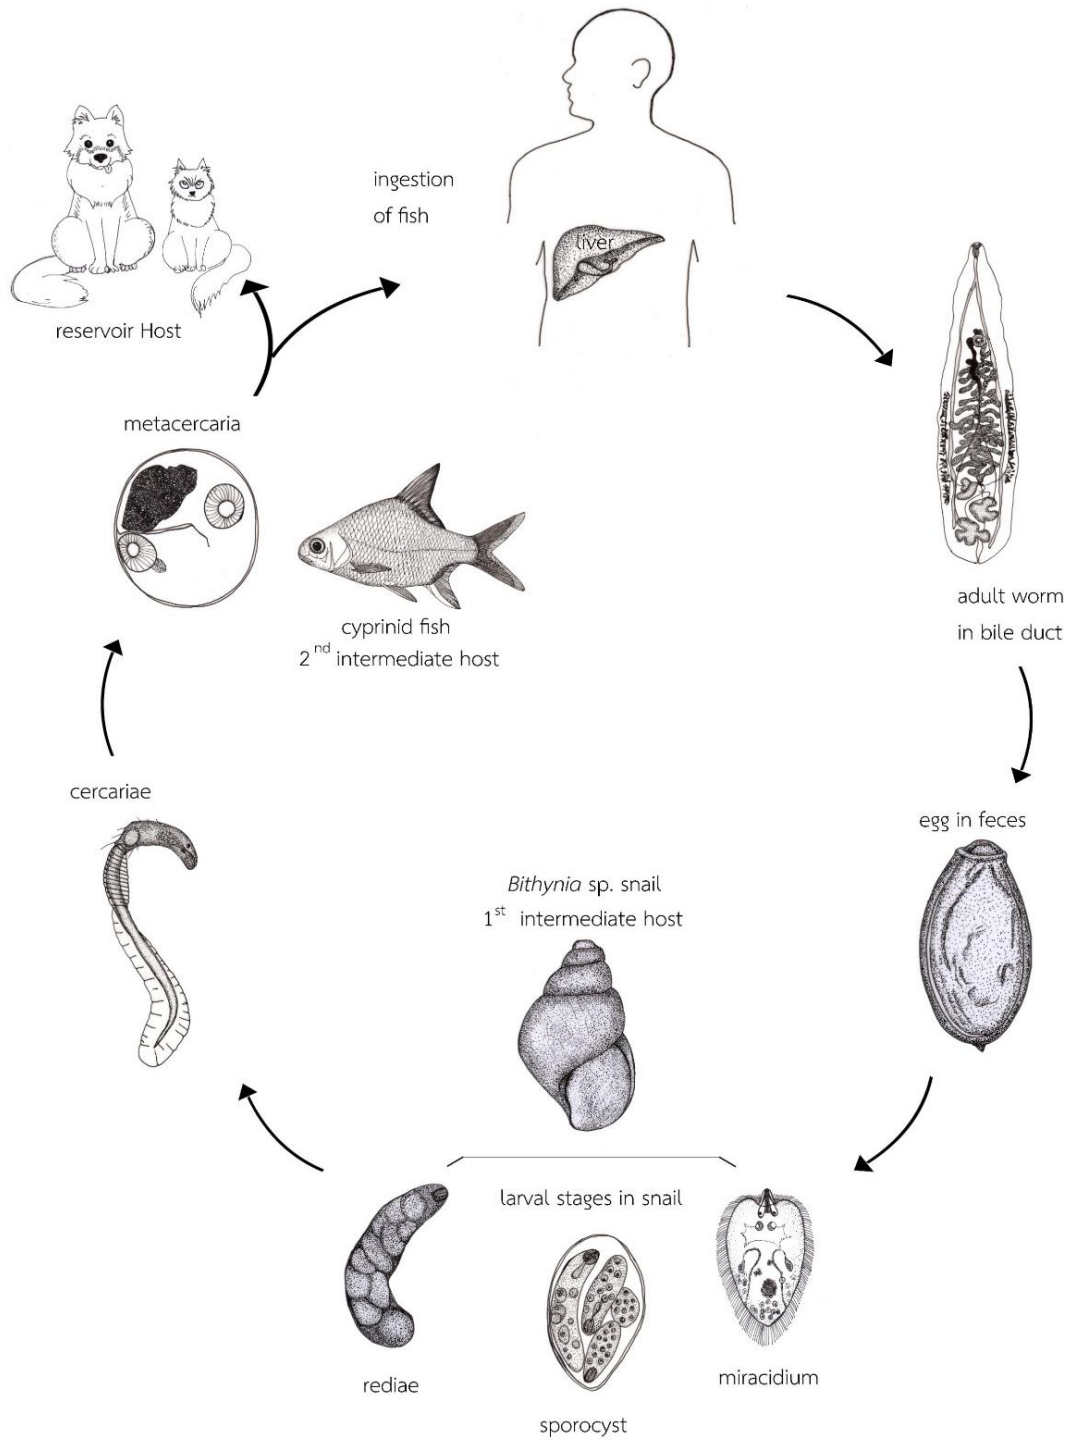 ingestion
of fish
liver
reservoir Host
metacercaria
cyprinid fish
2nd intermediate host
adult worm
in bile duct
cercariae
egg in feces
Bithynia sp. snail
1st intermediate host
larval stages in snail
rediae
sporocyst
miracidium